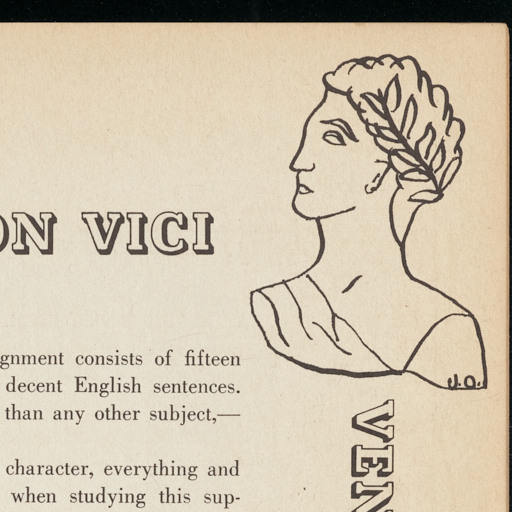 ON VICI
gnment consists of fifteen
decent English sentences.
than any other subject,—
character, everything and
when studying this sup-
J.O.
VEN